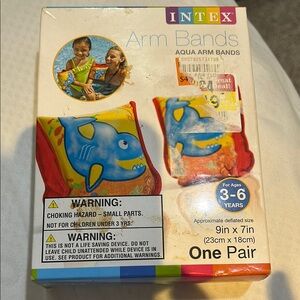 INTEX
Arm Bands
AQUA ARM BANDS
great
deal!
For Ages
3-6
YEARS
WARNING:
CHOKING HAZARD – SMALL PARTS.
NOT FOR CHILDREN UNDER 3 YRS.
WARNING:
THIS IS NOT A LIFE SAVING DEVICE. DO NOT
LEAVE CHILD UNATTENDED WHILE DEVICE IS IN
USE. SEE PRODUCT FOR ADDITIONAL WARNINGS.
Approximate deflated size
9in x 7in
(23cm x 18cm)
One Pair